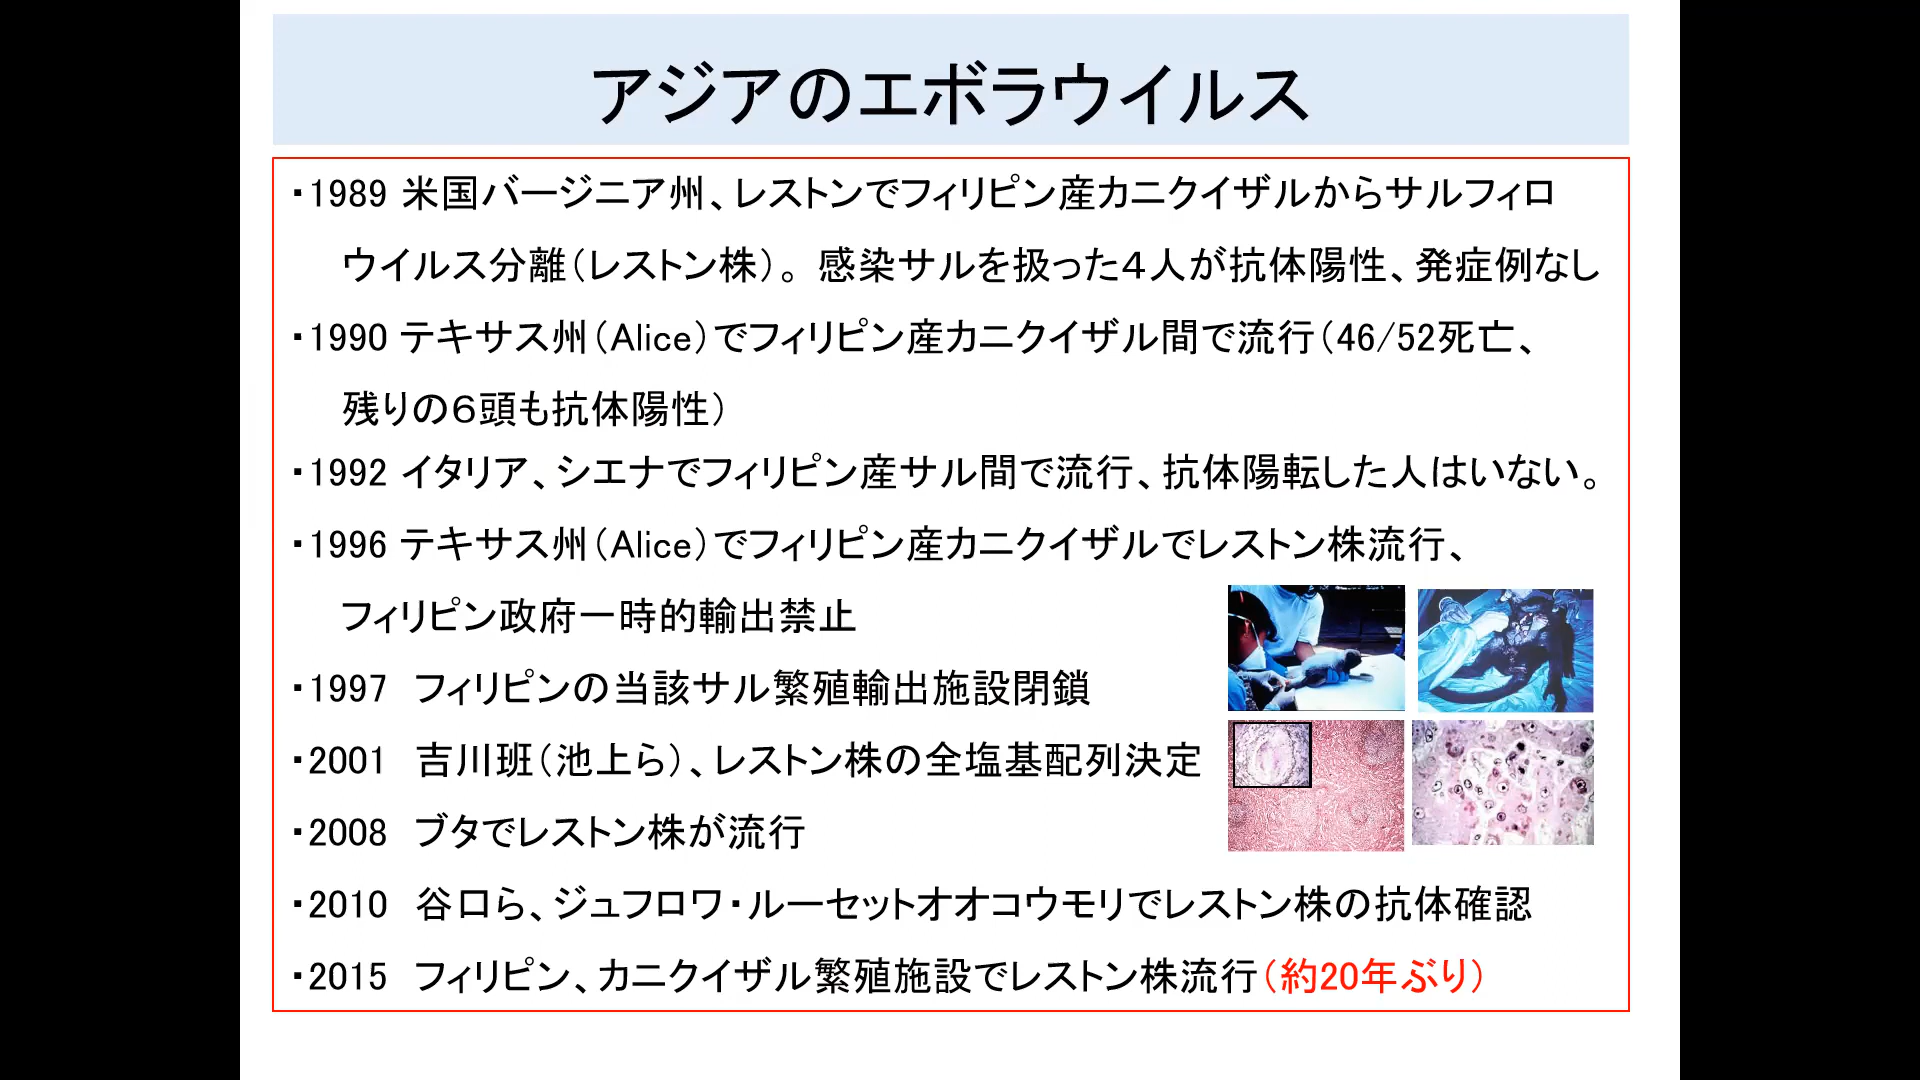 アジアのエボラウイルス
・1989 米国バージニア州、レストンでフィリピン産カニクイザルからサルフィロ
ウイルス分離（レストン株）。 感染サルを扱った４人が抗体陽性、発症例なし
・1990 テキサス州（Alice）でフィリピン産カニクイザル間で流行（46/52死亡、
残りの６頭も抗体陽性）
・1992 イタリア、シエナでフィリピン産サル間で流行、抗体陽転した人はいない。
・1996 テキサス州（Alice）でフィリピン産カニクイザルでレストン株流行、
フィリピン政府一時的輸出禁止
・1997　フィリピンの当該サル繁殖輸出施設閉鎖
・2001　吉川班（池上ら）、レストン株の全塩基配列決定
・2008　ブタでレストン株が流行
・2010　谷口ら、ジュフロワ・ルーセットオオコウモリでレストン株の抗体確認
・2015　フィリピン、カニクイザル繁殖施設でレストン株流行（約20年ぶり）